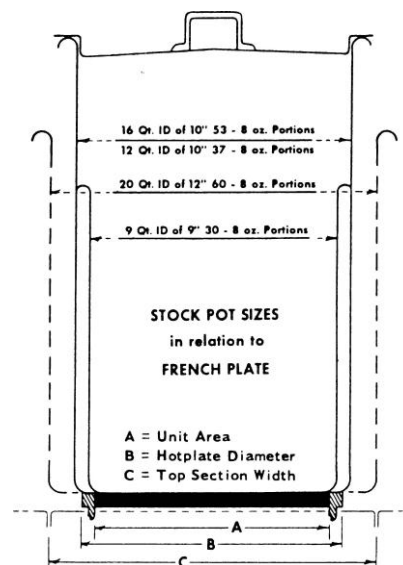 16 Qt. ID of 10" 53 - 8 oz. Portions
12 Qt. ID of 10" 37 - 8 oz. Portions
20 Qt. ID of 12" 60 - 8 oz. Portions
9 Qt. ID of 9" 30 - 8 oz. Portions
STOCK POT SIZES
in relation to
FRENCH PLATE
A = Unit Area
B = Hotplate Diameter
C = Top Section Width
A
B
C